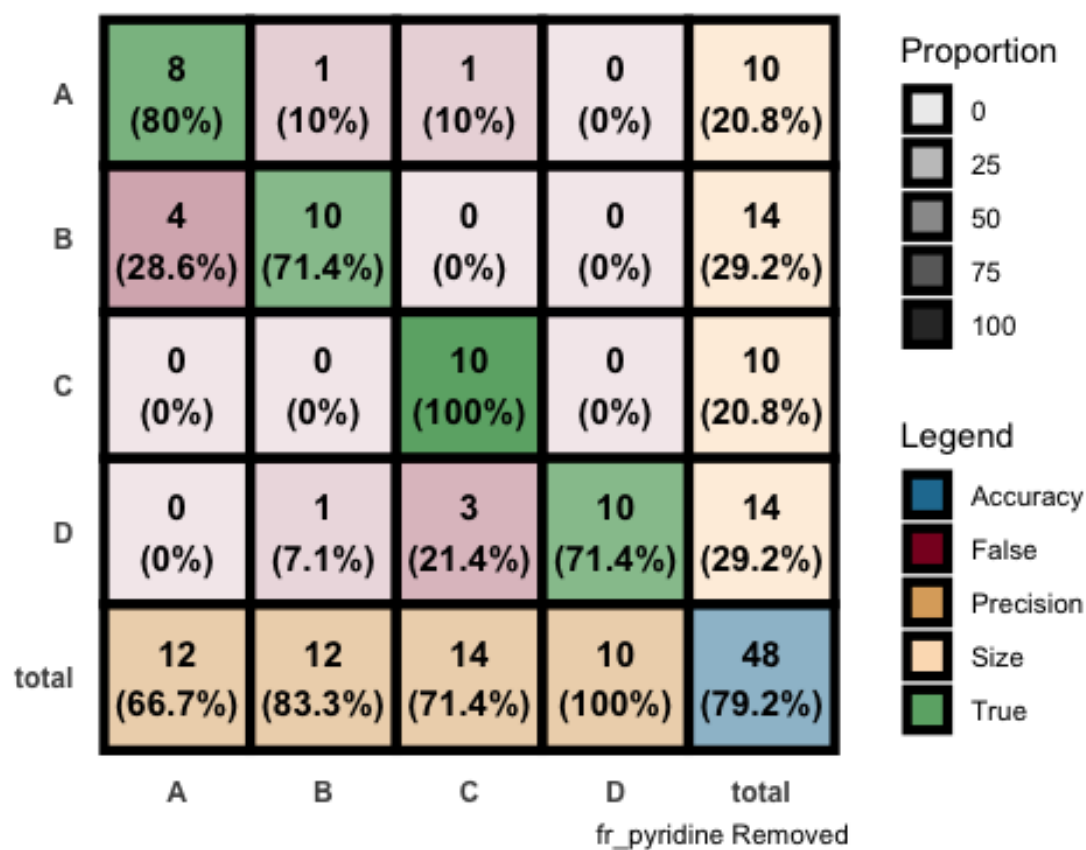 8 1 1 0 10
A (80%) (10%) (10%) (0%) (20.8%)
4 10 0 0 14
B (28.6%) (71.4%) (0%) (0%) (29.2%)
0 0 10 0 10
C (0%) (0%) (100%) (0%) (20.8%)
0 1 3 10 14
D (0%) (7.1%) (21.4%) (71.4%) (29.2%)
12 12 14 10 48
total (66.7%) (83.3%) (71.4%) (100%) (79.2%)
A B C D total
fr_pyridine Removed
Proportion
0
25
50
75
100
Legend
Accuracy
False
Precision
Size
True